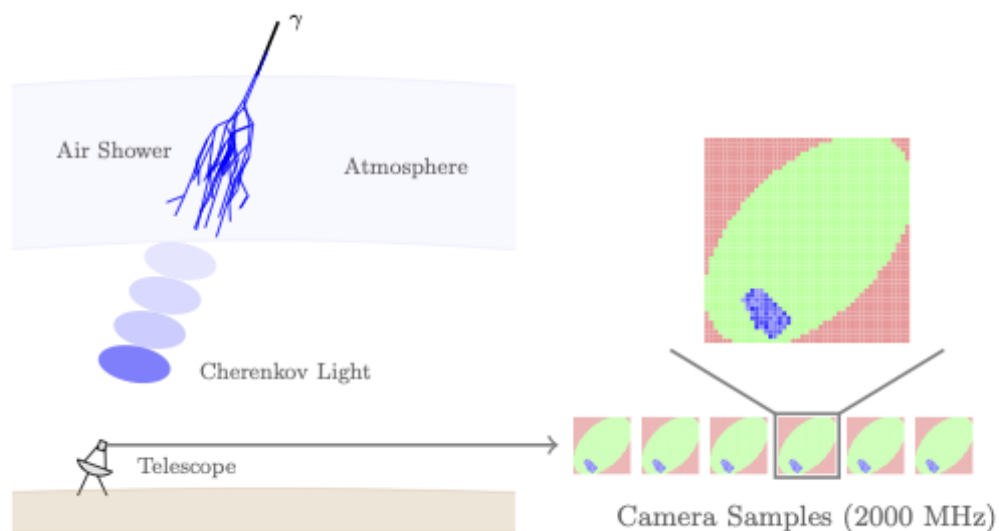 γ
Air Shower
Atmosphere
Cherenkov Light
Telescope
Camera Samples (2000 MHz)